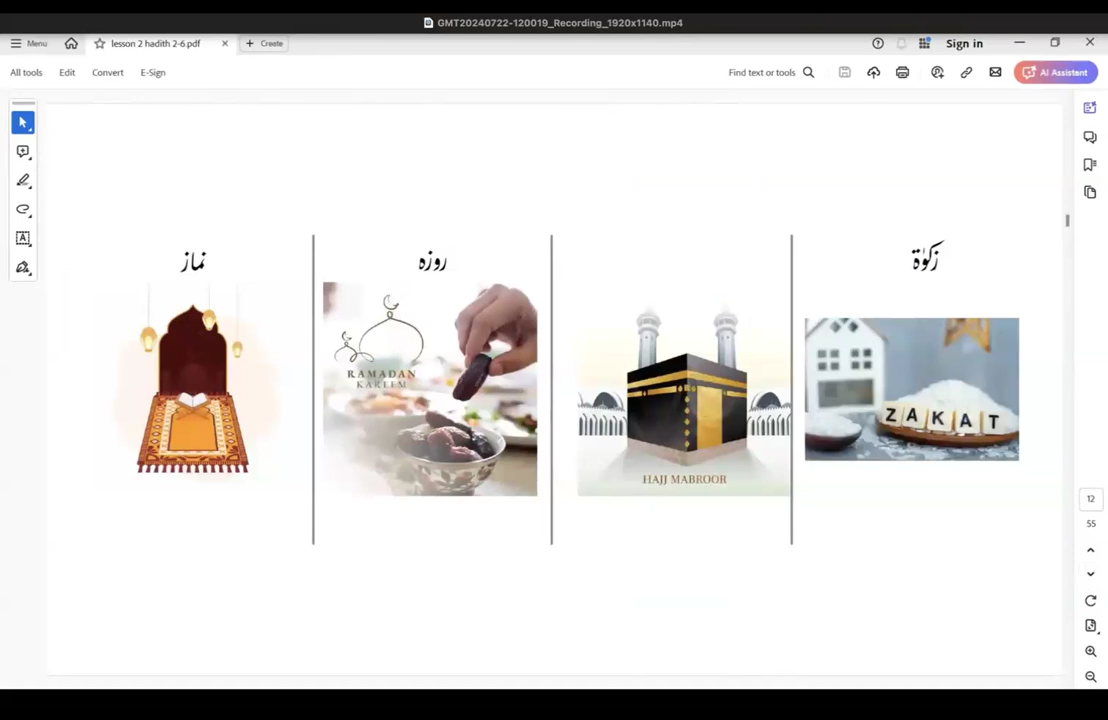 GMT20240722-120019_Recording_1920x1140.mp4
Menu
lesson 2 hadith 2-6.pdf
Create
Sign in
All tools
Edit
Convert
E-Sign
Find text or tools
AI Assistant
نماز
روزہ
زکوٰۃ
RAMADAN
KAREEM
HAJJ MABROOR
ZAKAT
12
55